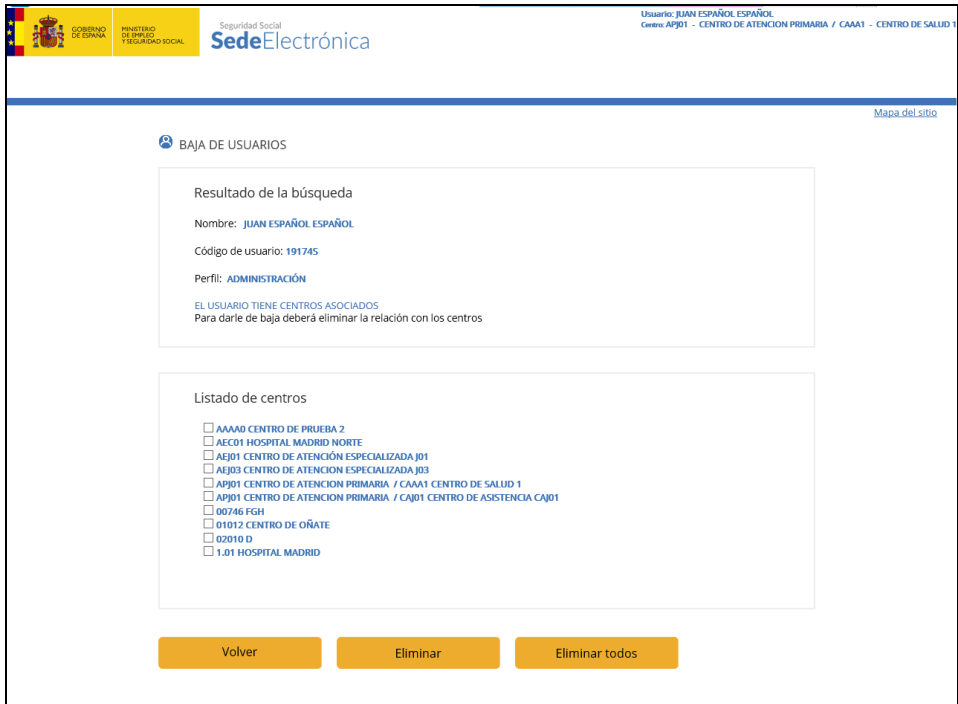 GOBIERNO
DE ESPAÑA
MINISTERIO
DE EMPLEO
Y SEGURIDAD SOCIAL
Seguridad Social
SedeElectrónica
Usuario: JUAN ESPAÑOL ESPAÑOL
Centro: APJ01 - CENTRO DE ATENCION PRIMARIA / CAAA1 - CENTRO DE SALUD 1
Mapa del sitio
BAJA DE USUARIOS
Resultado de la búsqueda
Nombre: JUAN ESPAÑOL ESPAÑOL
Código de usuario: 19174S
Perfil: ADMINISTRACIÓN
EL USUARIO TIENE CENTROS ASOCIADOS
Para darle de baja deberá eliminar la relación con los centros
Listado de centros
AAAA0 CENTRO DE PRUEBA 2
AEC01 HOSPITAL MADRID NORTE
AEJ01 CENTRO DE ATENCIÓN ESPECIALIZADA J01
AEJ03 CENTRO DE ATENCION ESPECIALIZADA J03
APJ01 CENTRO DE ATENCION PRIMARIA / CAAA1 CENTRO DE SALUD 1
APJ01 CENTRO DE ATENCION PRIMARIA / CAJ01 CENTRO DE ASISTENCIA CAJ01
00746 FGH
01012 CENTRO DE OÑATE
02010 D
1.01 HOSPITAL MADRID
Volver
Eliminar
Eliminar todos